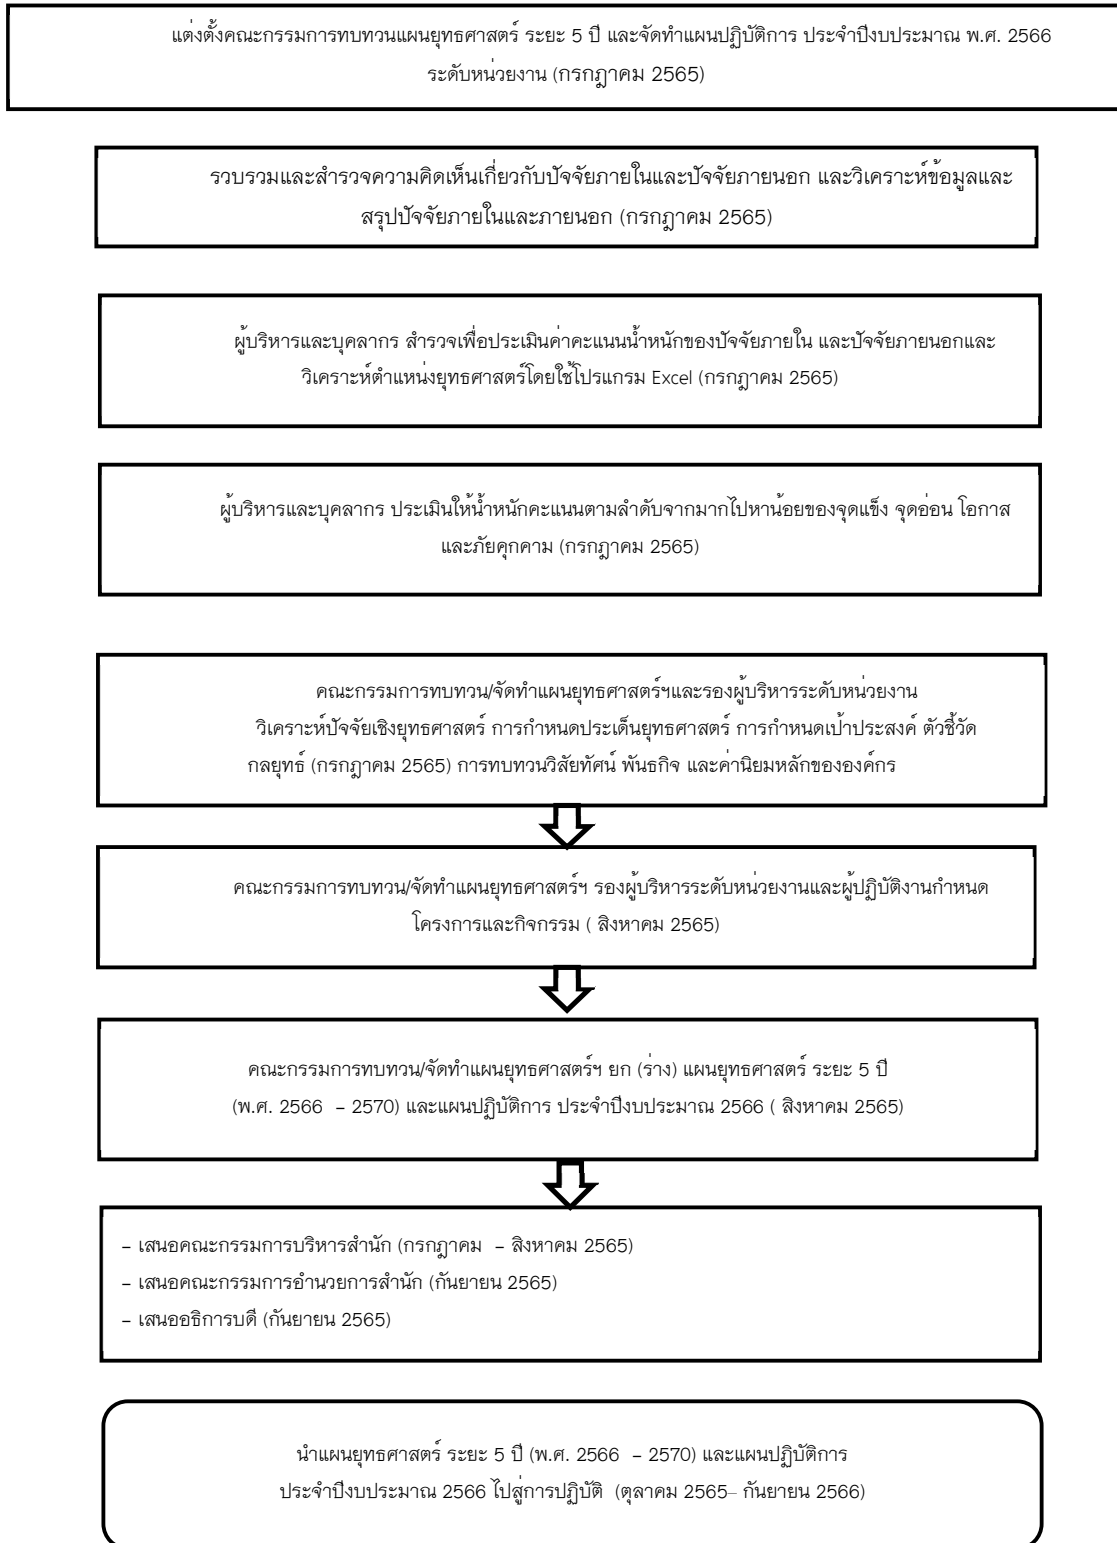 แต่งตั้งคณะกรรมการทบทวนแผนยุทธศาสตร์ ระยะ 5 ปี และจัดทำแผนปฏิบัติการ ประจำปีงบประมาณ พ.ศ. 2566
ระดับหน่วยงาน (กรกฎาคม 2565)
รวบรวมและสำรวจความคิดเห็นเกี่ยวกับปัจจัยภายในและปัจจัยภายนอก และวิเคราะห์ข้อมูลและ
สรุปปัจจัยภายในและภายนอก (กรกฎาคม 2565)
ผู้บริหารและบุคลากร สำรวจเพื่อประเมินค่าคะแนนน้ำหนักของปัจจัยภายใน และปัจจัยภายนอกและ
วิเคราะห์ตำแหน่งยุทธศาสตร์โดยใช้โปรแกรม Excel (กรกฎาคม 2565)
ผู้บริหารและบุคลากร ประเมินให้น้ำหนักคะแนนตามลำดับจากมากไปหาน้อยของจุดแข็ง จุดอ่อน โอกาส
และภัยคุกคาม (กรกฎาคม 2565)
คณะกรรมการทบทวน/จัดทำแผนยุทธศาสตร์ฯและรองผู้บริหารระดับหน่วยงาน
วิเคราะห์ปัจจัยเชิงยุทธศาสตร์ การกำหนดประเด็นยุทธศาสตร์ การกำหนดเป้าประสงค์ ตัวชี้วัด
กลยุทธ์ (กรกฎาคม 2565) การทบทวนวิสัยทัศน์ พันธกิจ และค่านิยมหลักขององค์กร
คณะกรรมการทบทวน/จัดทำแผนยุทธศาสตร์ฯ รองผู้บริหารระดับหน่วยงานและผู้ปฏิบัติงานกำหนด
โครงการและกิจกรรม ( สิงหาคม 2565)
คณะกรรมการทบทวน/จัดทำแผนยุทธศาสตร์ฯ ยก (ร่าง) แผนยุทธศาสตร์ ระยะ 5 ปี
(พ.ศ. 2566 – 2570) และแผนปฏิบัติการ ประจำปีงบประมาณ 2566 ( สิงหาคม 2565)
– เสนอคณะกรรมการบริหารสำนัก (กรกฎาคม – สิงหาคม 2565)
– เสนอคณะกรรมการอำนวยการสำนัก (กันยายน 2565)
– เสนออธิการบดี (กันยายน 2565)
นำแผนยุทธศาสตร์ ระยะ 5 ปี (พ.ศ. 2566 – 2570) และแผนปฏิบัติการ
ประจำปีงบประมาณ 2566 ไปสู่การปฏิบัติ (ตุลาคม 2565– กันยายน 2566)